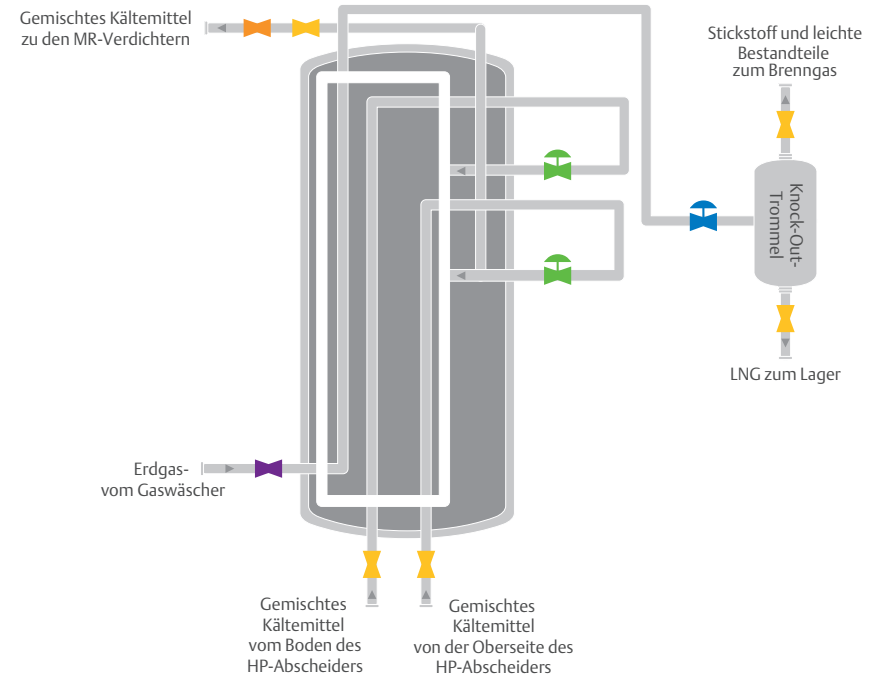 Gemischtes Kältemittel
zu den MR-Verdichtern
Stickstoff und leichte
Bestandteile
zum Brenngas
Knock-Out-
Trommel
LNG zum Lager
Erdgas-
vom Gaswäscher
Gemischtes
Kältemittel
vom Boden des
HP-Abscheiders
Gemischtes
Kältemittel
von der Oberseite des
HP-Abscheiders